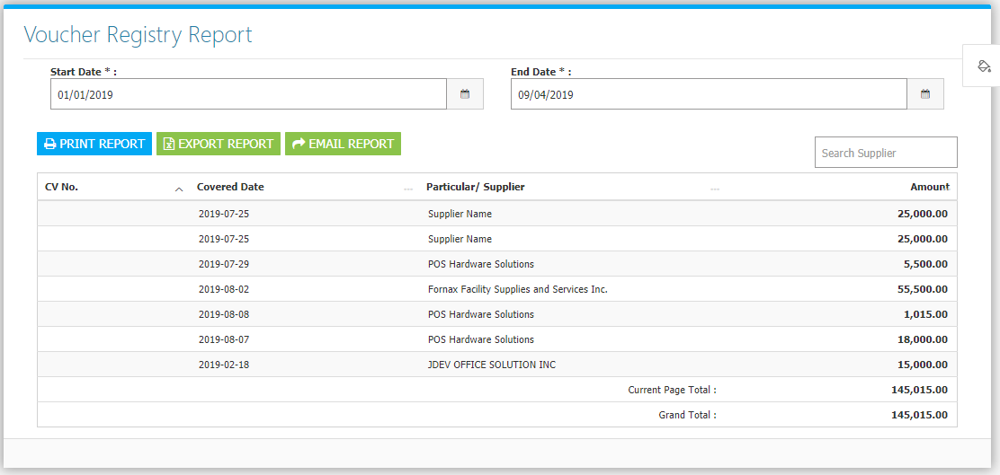 Voucher Registry Report
Start Date * : End Date * :
01/01/2019 09/04/2019
PRINT REPORT EXPORT REPORT EMAIL REPORT
Search Supplier
CV No. Covered Date Particular/ Supplier Amount
2019-07-25 Supplier Name 25,000.00
2019-07-25 Supplier Name 25,000.00
2019-07-29 POS Hardware Solutions 5,500.00
2019-08-02 Fornax Facility Supplies and Services Inc. 55,500.00
2019-08-08 POS Hardware Solutions 1,015.00
2019-08-07 POS Hardware Solutions 18,000.00
2019-02-18 JDEV OFFICE SOLUTION INC 15,000.00
Current Page Total : 145,015.00
Grand Total : 145,015.00